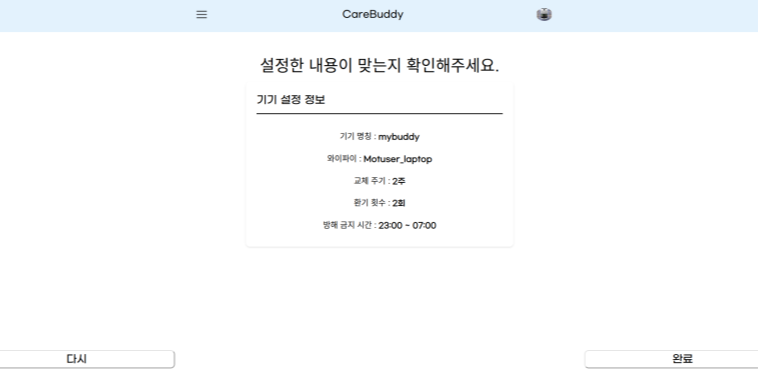 CareBuddy
설정한 내용이 맞는지 확인해주세요.
기기 설정 정보
기기 명칭 : mybuddy
와이파이 : Motuser_laptop
교체 주기 : 2주
환기 횟수 : 2회
방해 금지 시간 : 23:00 ~ 07:00
다시
완료